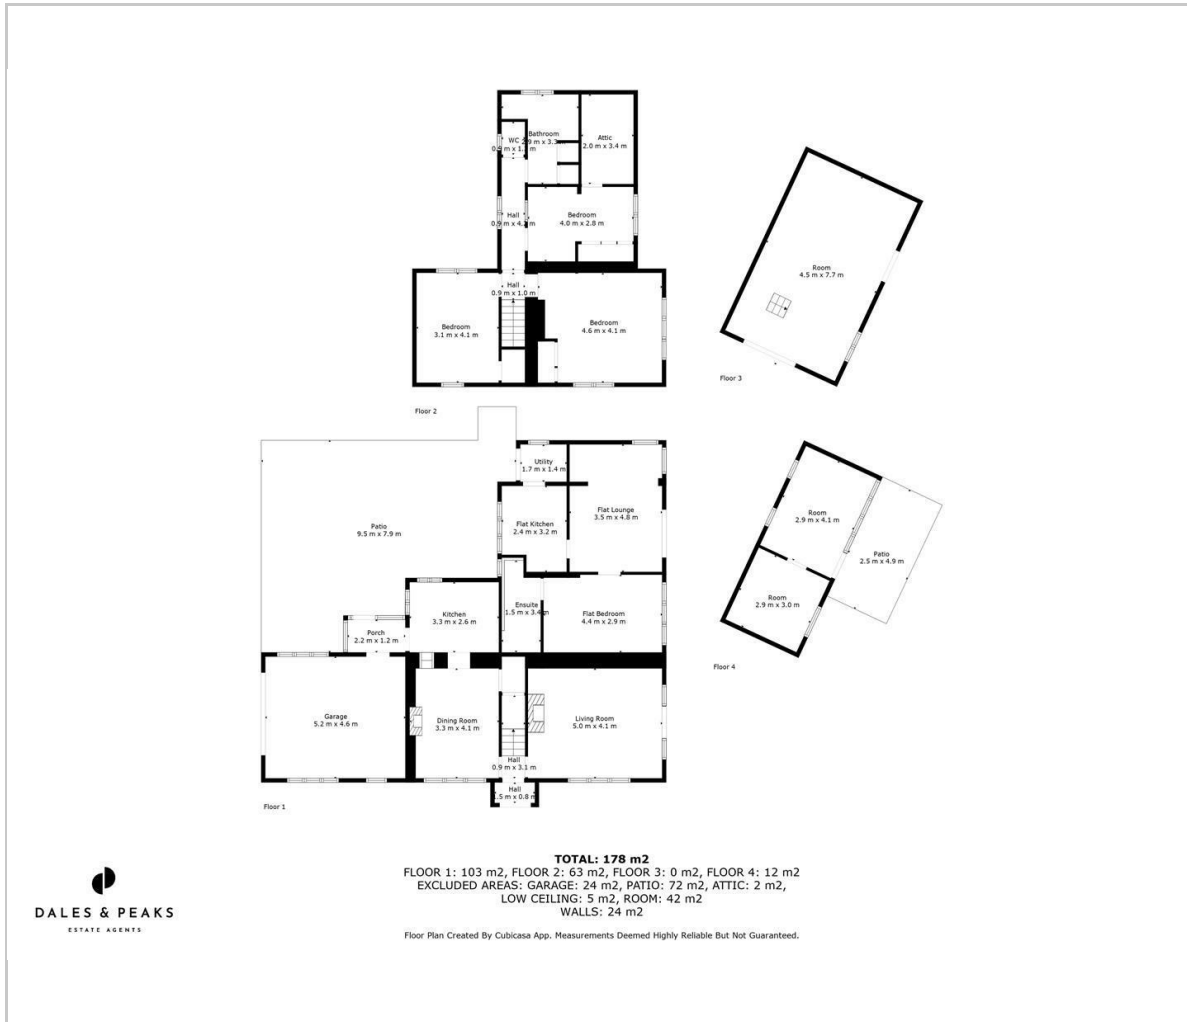 Bathroom
2.9 m x 3.3 m
WC
Attic
2.0 m x 3.4 m
Hall
Bedroom
4.0 m x 2.8 m
Hall
0.9 m x 1.0 m
Bedroom
3.1 m x 4.1 m
Bedroom
4.6 m x 4.1 m
Floor 2
Room
4.5 m x 7.7 m
Floor 3
Utility
1.7 m x 1.4 m
Flat Lounge
3.5 m x 4.8 m
Flat Kitchen
2.4 m x 3.2 m
Patio
9.5 m x 7.9 m
Ensuite
1.5 m x 3.4 m
Flat Bedroom
4.4 m x 2.9 m
Kitchen
3.3 m x 2.6 m
Porch
2.2 m x 1.2 m
Garage
5.2 m x 4.6 m
Dining Room
3.3 m x 4.1 m
Living Room
5.0 m x 4.1 m
Hall
0.9 m x 3.1 m
Hall
1.5 m x 0.8 m
Floor 1
Room
2.9 m x 4.1 m
Patio
2.5 m x 4.9 m
Room
2.9 m x 3.0 m
Floor 4
TOTAL: 178 m2
FLOOR 1: 103 m2, FLOOR 2: 63 m2, FLOOR 3: 0 m2, FLOOR 4: 12 m2
EXCLUDED AREAS: GARAGE: 24 m2, PATIO: 72 m2, ATTIC: 2 m2,
LOW CEILING: 5 m2, ROOM: 42 m2
WALLS: 24 m2
Floor Plan Created By Cubicasa App. Measurements Deemed Highly Reliable But Not Guaranteed.
DALES & PEAKS
ESTATE AGENTS